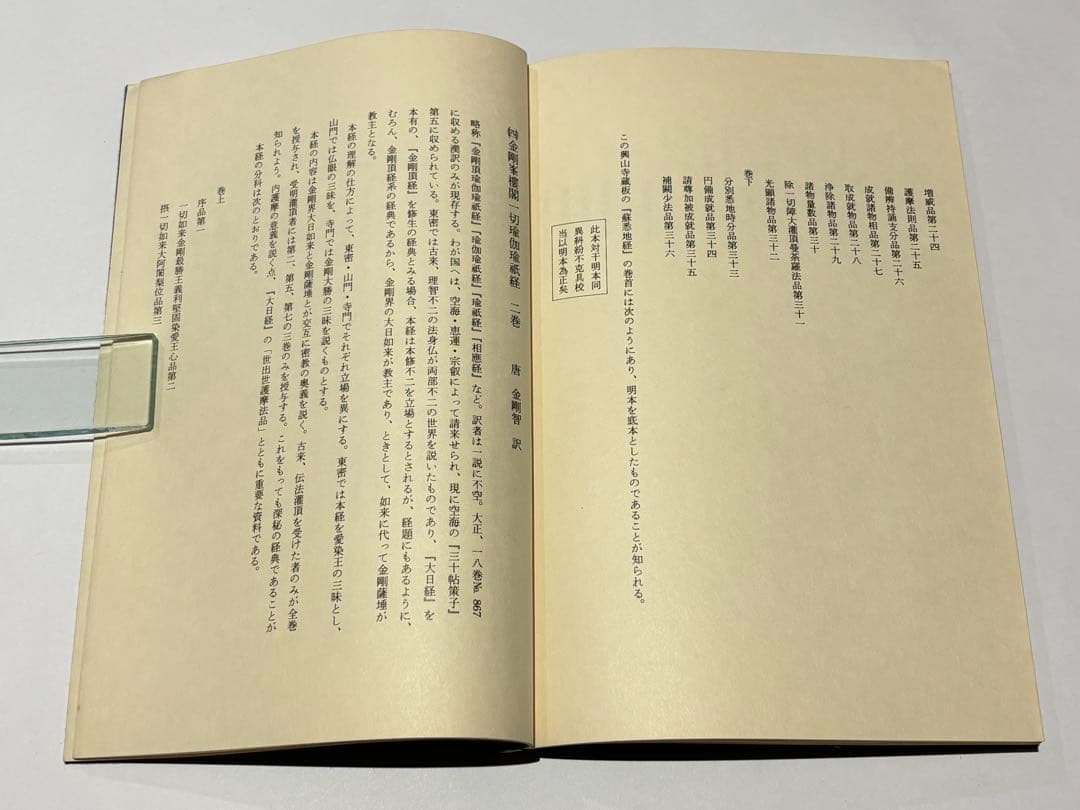 増威品第二十四
護摩法則品第二十五
備辨持誦支分品第二十六
成就諸物相品第二十七
取成就物品第二十八
浄除諸物品第二十九
諸物量数品第三十
除一切障大灌頂曼荼羅法品第三十一
光顕諸物品第三十二
巻下
分別悉地時分品第三十三
円備成就品第三十四
請尊加被成就品第三十五
補闕少法品第三十六
この興山寺蔵板の『蘇悉地経』の巻首には次のようにあり、明本を底本としたものであることが知られる。
此本対于明本同
異糾紛不克具校
当以明本為正矣
㈣金剛峯樓閣一切瑜伽瑜祇経 二巻 唐 金剛智 訳
略称『金剛頂瑜伽瑜祇経』『瑜伽瑜祇経』『瑜祇経』『相應経』など。訳者は一説に不空。大正、一八巻№867
に収める漢訳のみが現存する。わが国へは、空海・恵運・宗叡によって請来せられ、現に空海の『三十帖策子』
第五に収められている。東密では古来、理智不二の法身仏が両部不二の世界を説いたものであり、『大日経』を
本有の、『金剛頂経』を修生の経典とみる場合、本経は本修不二を立場とするとされるが、経題にもあるように、
むろん、金剛頂経系の経典であるから、金剛界の大日如来が教主であり、ときとして、如来に代って金剛薩埵が
教主となる。
本経の理解の仕方によって、東密・山門・寺門でそれぞれ立場を異にする。東密では本経を愛染王の三昧とし、
山門では仏眼の三昧を、寺門では金剛大勝の三昧を説くものとする。
本経の内容は金剛界大日如来と金剛薩埵とが交互に密教の奥義を説く。古来、伝法灌頂を受けた者のみが全巻
を授与され、受明灌頂者には第二、第五、第七の三巻のみを授与する。これをもっても深秘の経典であることが
知られよう。内護摩の意義を説く点、『大日経』の「世出世護摩法品」とともに重要な資料である。
本経の分科は次のとおりである。
巻上
序品第一
一切如来金剛最勝王義利堅固染愛王心品第二
摂一切如来大阿闍梨位品第三